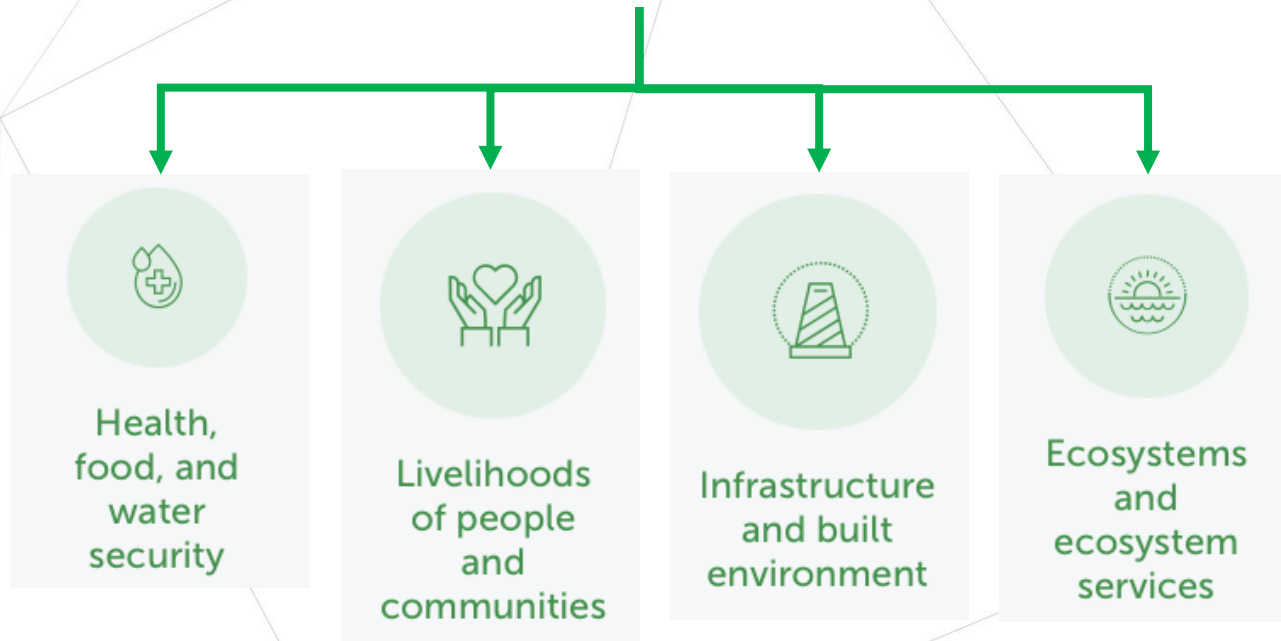 Health,
food, and
water
security
Livelihoods
of people
and
communities
Infrastructure
and built
environment
Ecosystems
and
ecosystem
services